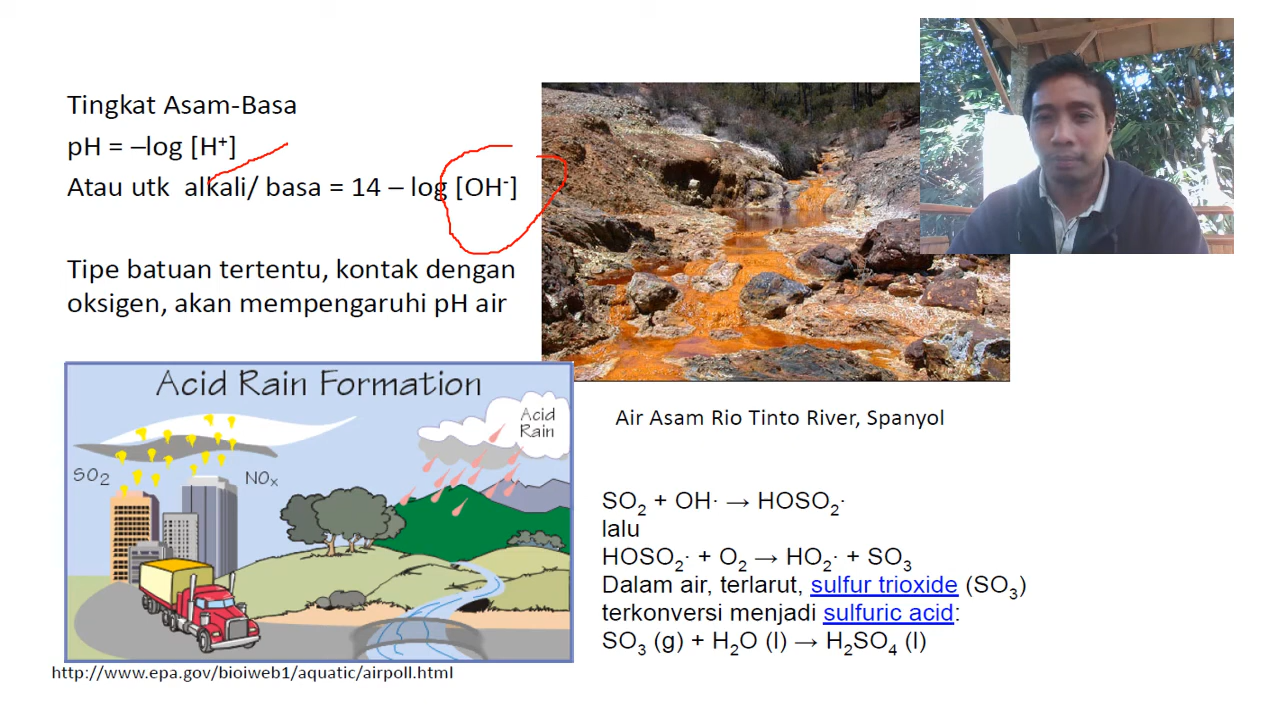 Tingkat Asam-Basa
pH = –log [H⁺]
Atau utk alkali/ basa = 14 – log [OH⁻]
Tipe batuan tertentu, kontak dengan
oksigen, akan mempengaruhi pH air
Acid Rain Formation
Acid
Rain
SO₂
NOₓ
http://www.epa.gov/bioiweb1/aquatic/airpoll.html
Air Asam Rio Tinto River, Spanyol
SO₂ + OH· → HOSO₂·
lalu
HOSO₂· + O₂ → HO₂· + SO₃
Dalam air, terlarut, sulfur trioxide (SO₃)
terkonversi menjadi sulfuric acid:
SO₃ (g) + H₂O (l) → H₂SO₄ (l)